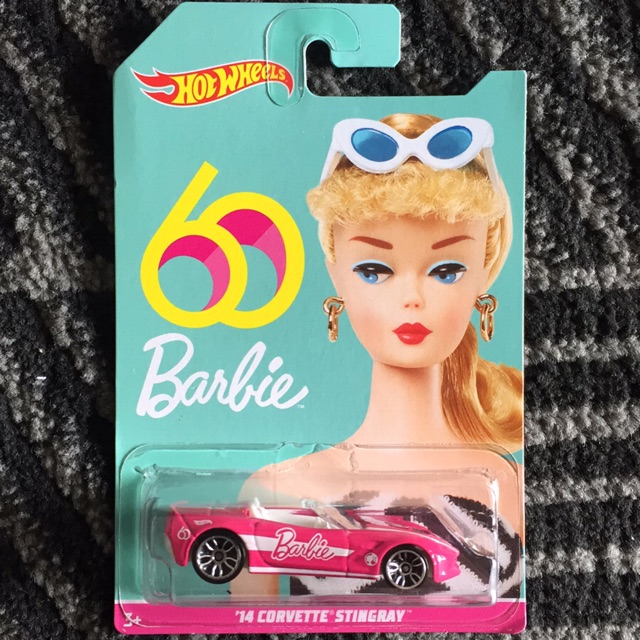 HOT WHEELS
60
Barbie
Barbie
3+
'14 CORVETTE STINGRAY